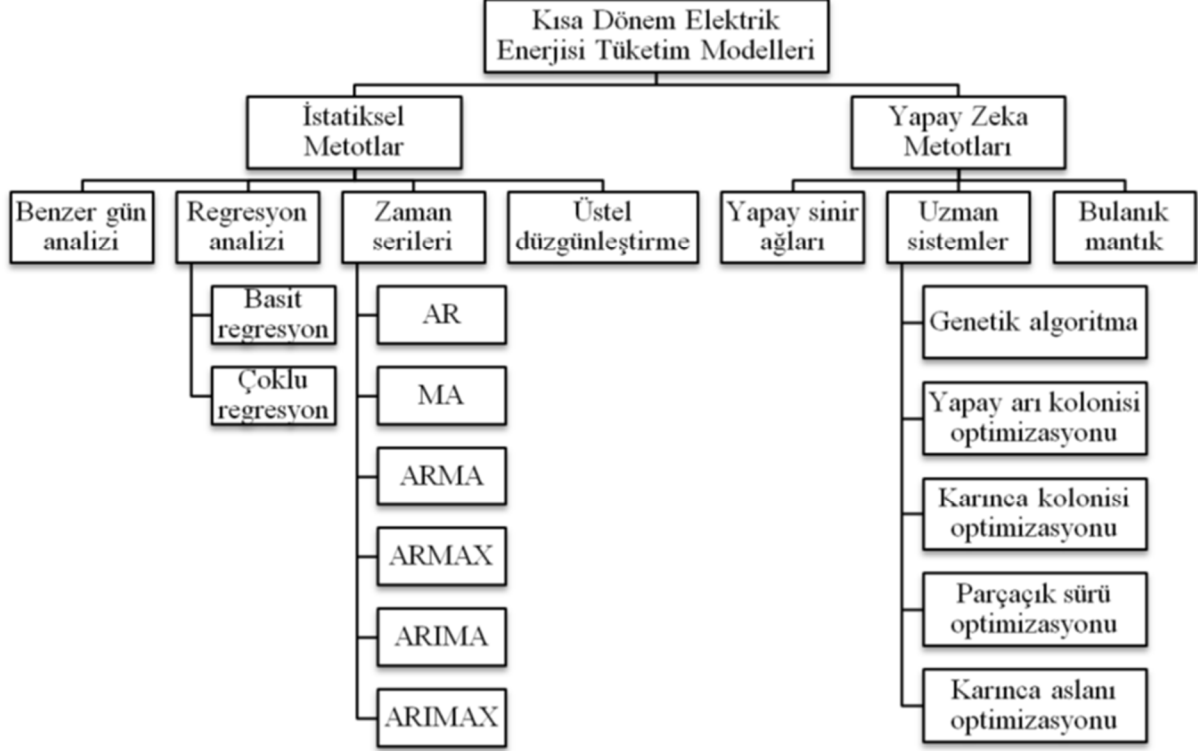 Kısa Dönem Elektrik
Enerjisi Tüketim Modelleri
İstatiksel
Metotlar
Yapay Zeka
Metotları
Benzer gün
analizi
Regresyon
analizi
Zaman
serileri
Üstel
düzgünleştirme
Yapay sinir
ağları
Uzman
sistemler
Bulanık
mantık
Basit
regresyon
Çoklu
regresyon
AR
MA
ARMA
ARMAX
ARIMA
ARIMAX
Genetik algoritma
Yapay arı kolonisi
optimizasyonu
Karınca kolonisi
optimizasyonu
Parçaçık sürü
optimizasyonu
Karınca aslanı
optimizasyonu